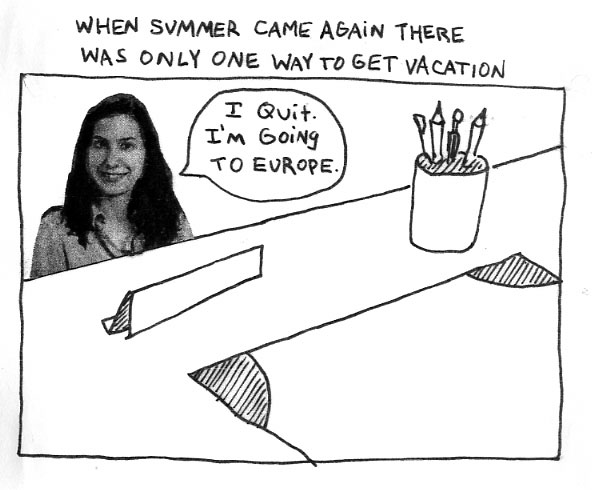 WHEN SUMMER CAME AGAIN THERE
WAS ONLY ONE WAY TO GET VACATION
I QUIT.
I'M GOING
TO EUROPE.